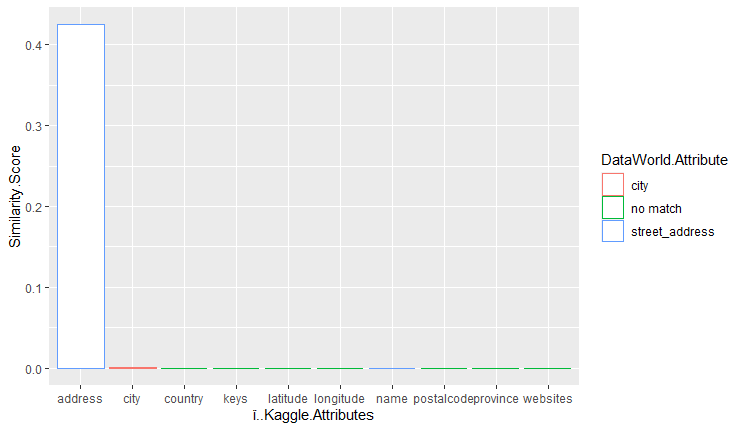 Similarity.Score
0.4
0.3
0.2
0.1
0.0
address city country keys latitude longitude name postalcode province websites
ï..Kaggle.Attributes
DataWorld.Attribute
city
no match
street_address